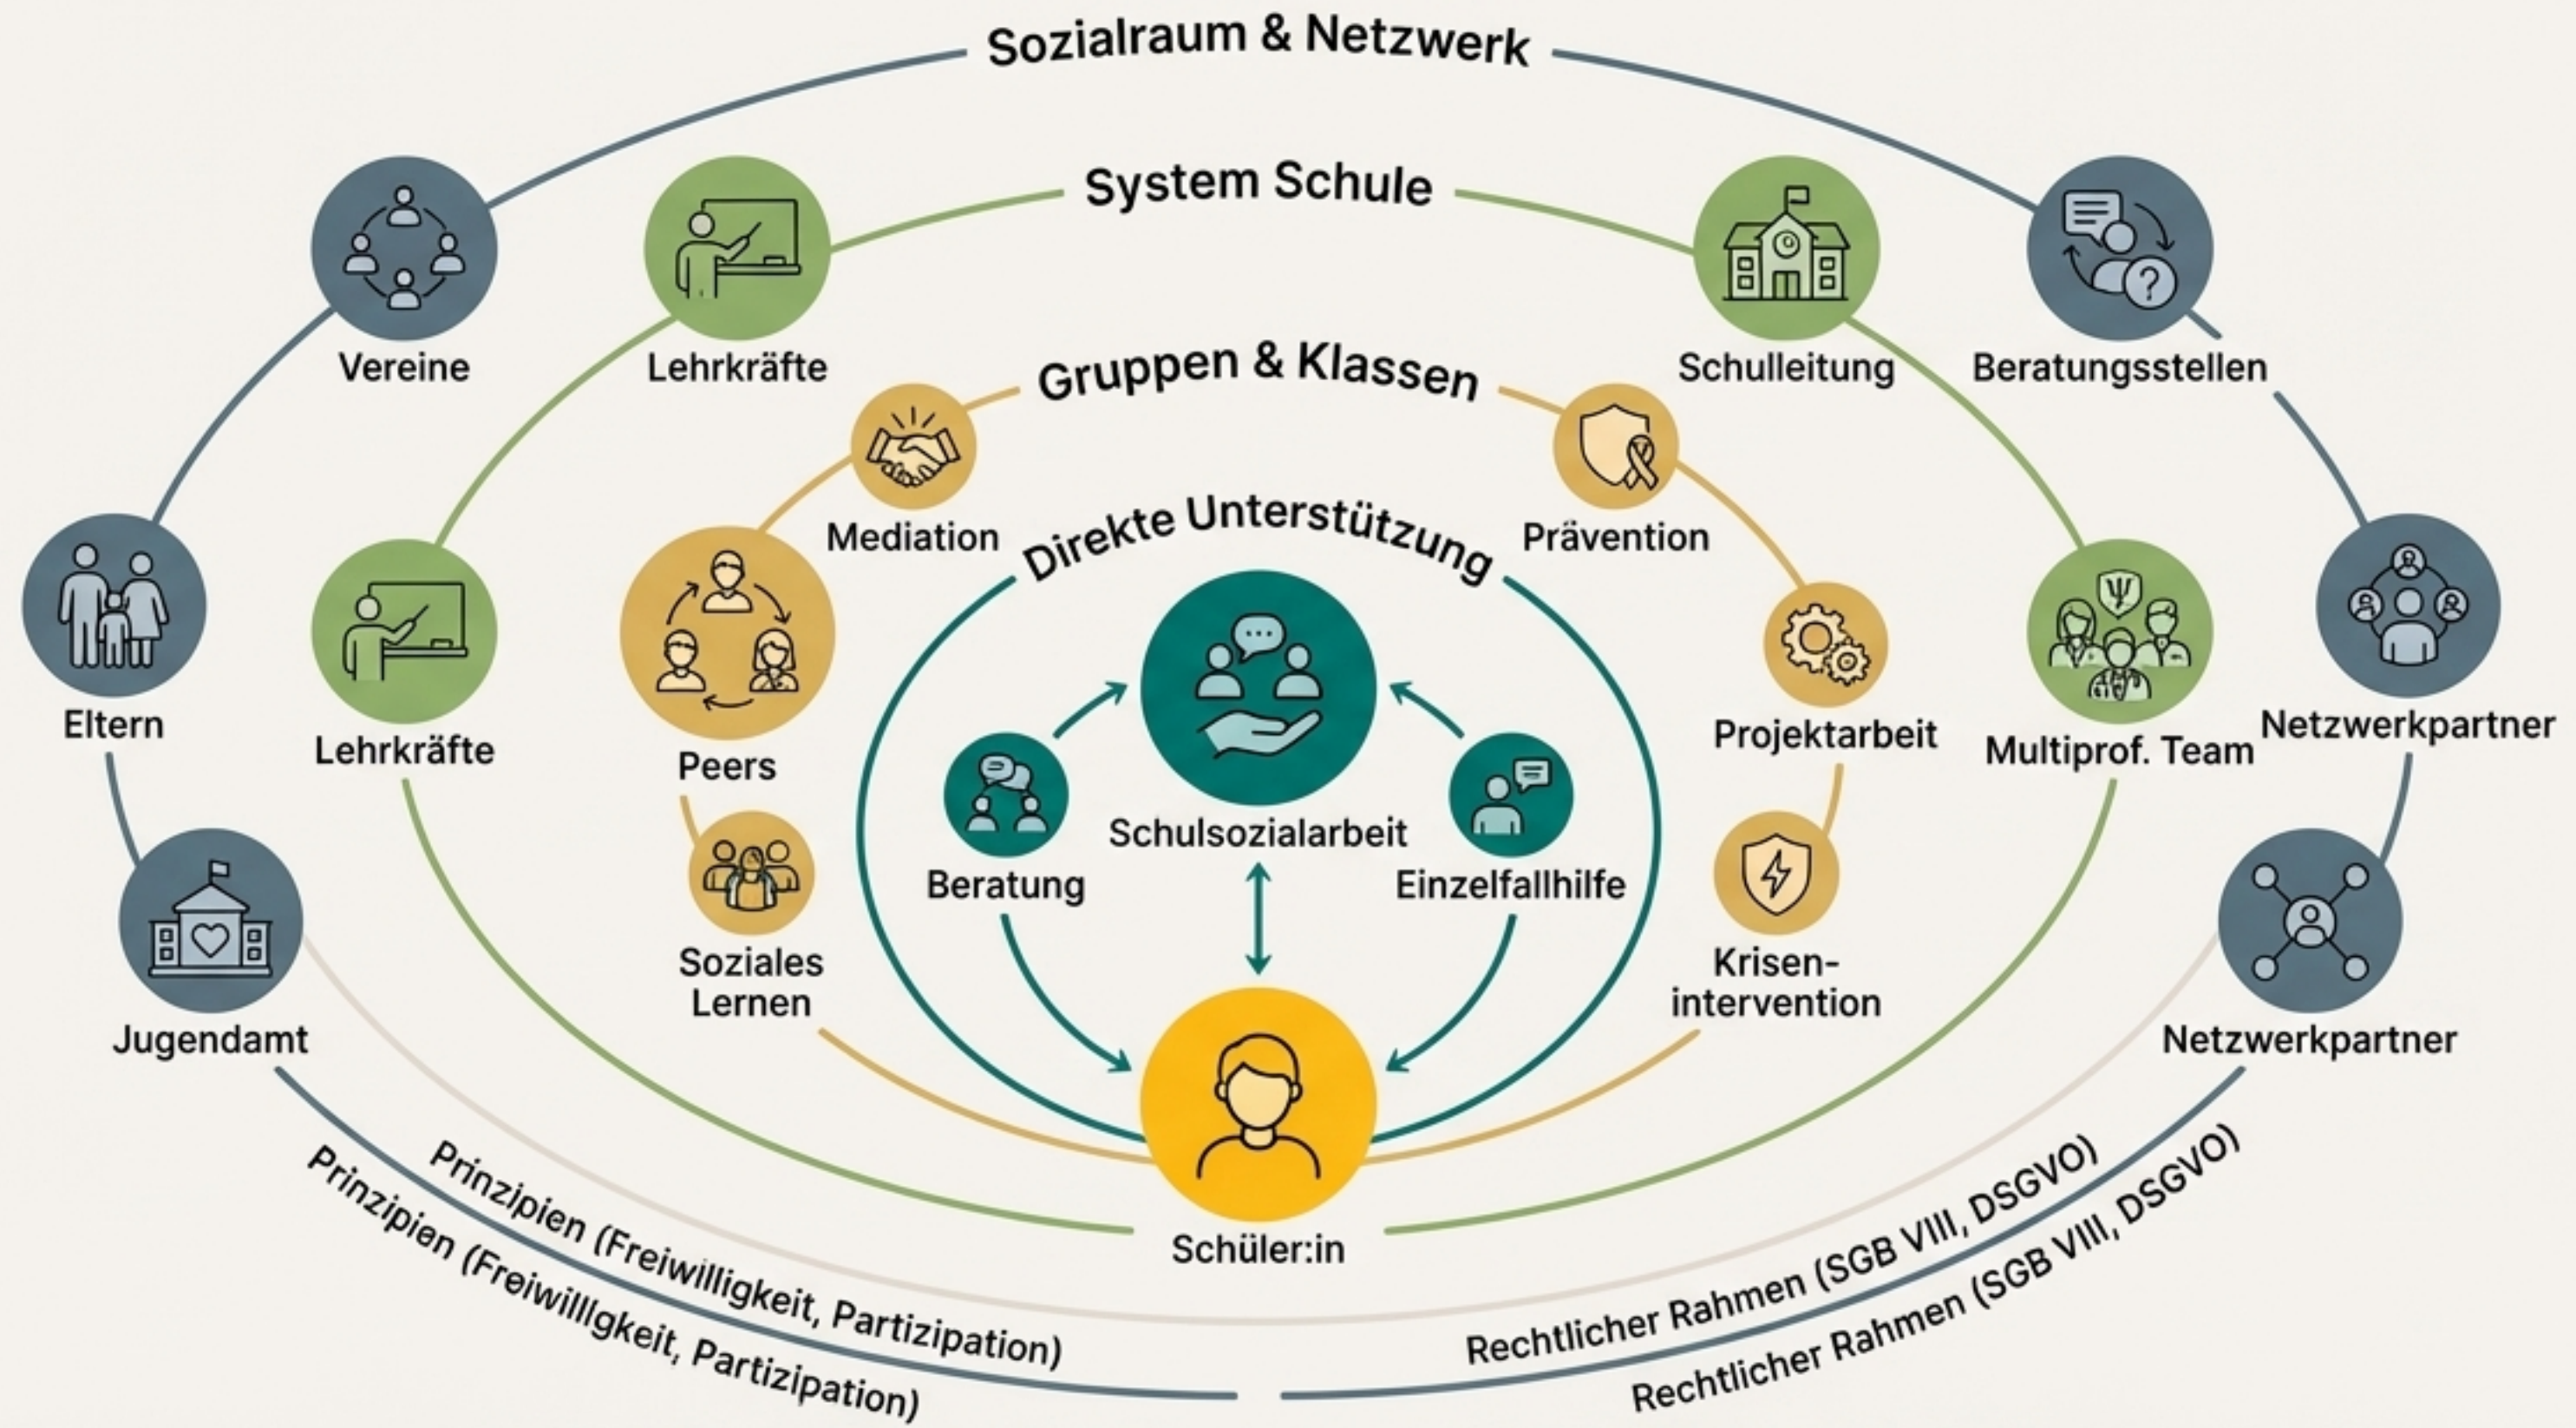 Sozialraum & Netzwerk
System Schule
Vereine
Lehrkräfte
Schulleitung
Beratungsstellen
Gruppen & Klassen
Mediation
Prävention
Direkte Unterstützung
Eltern
Lehrkräfte
Peers
Projektarbeit
Multiprof. Team
Netzwerkpartner
Schulsozialarbeit
Beratung
Einzelfallhilfe
Soziales
Lernen
Krisen-
intervention
Jugendamt
Netzwerkpartner
Schüler:in
Prinzipien (Freiwilligkeit, Partizipation)
Prinzipien (Freiwilllgkeit, Partizipation)
Rechtlicher Rahmen (SGB VIII, DSGVO)
Rechtlicher Rahmen (SGB VIII, DSGVO)